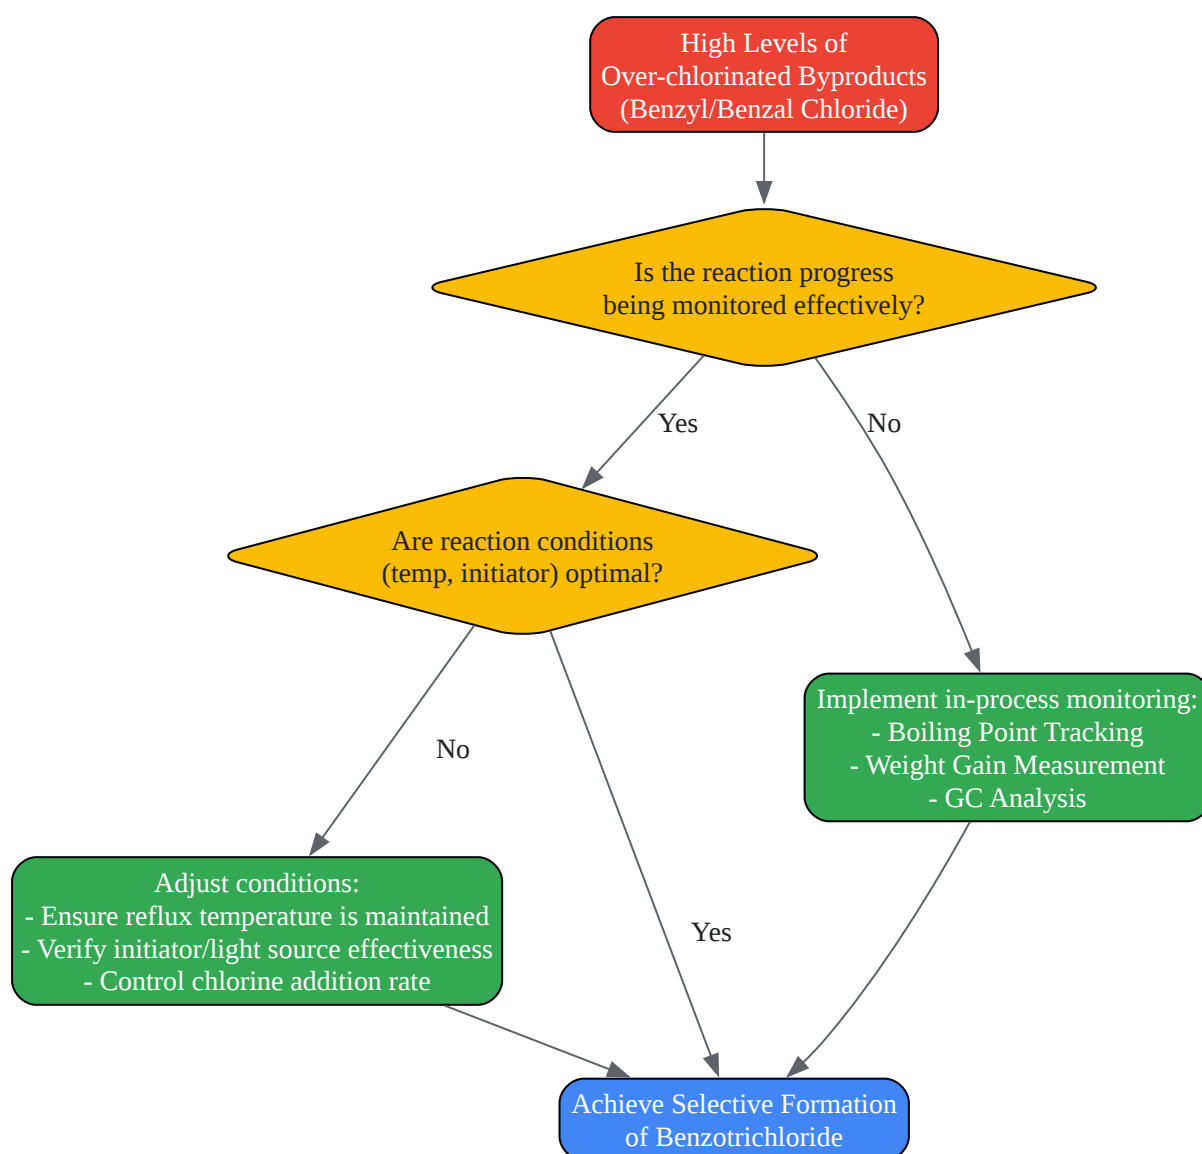 High Levels of
Over-chlorinated Byproducts
(Benzyl/Benzal Chloride)
Is the reaction progress
being monitored effectively?
Yes
No
Are reaction conditions
(temp, initiator) optimal?
Implement in-process monitoring:
- Boiling Point Tracking
- Weight Gain Measurement
- GC Analysis
No
Adjust conditions:
- Ensure reflux temperature is maintained
- Verify initiator/light source effectiveness
- Control chlorine addition rate
Yes
Achieve Selective Formation
of Benzotrichloride